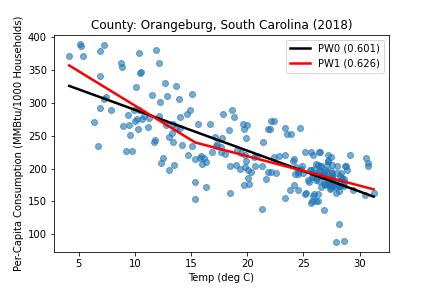 County: Orangeburg, South Carolina (2018)
Per-Capita Consumption (MMBtu/1000 Households)
400
350
300
250
200
150
100
PW0 (0.601)
PW1 (0.626)
5 10 15 20 25 30
Temp (deg C)